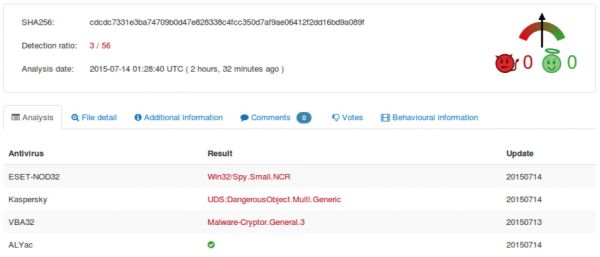 SHA256: cdcdc7331e3ba74709b0d47e828338c4fcc350d7af9ae06412f2dd16bd9a089f
Detection ratio: 3 / 56
Analysis date: 2015-07-14 01:28:40 UTC ( 2 hours, 32 minutes ago )
0 0
Analysis File detail Additional information Comments 0 Votes Behavioural information
Antivirus Result Update
ESET-NOD32 Win32/Spy.Small.NCR 20150714
Kaspersky UDS:DangerousObject.Multi.Generic 20150714
VBA32 Malware-Cryptor.General.3 20150713
ALYac 20150714